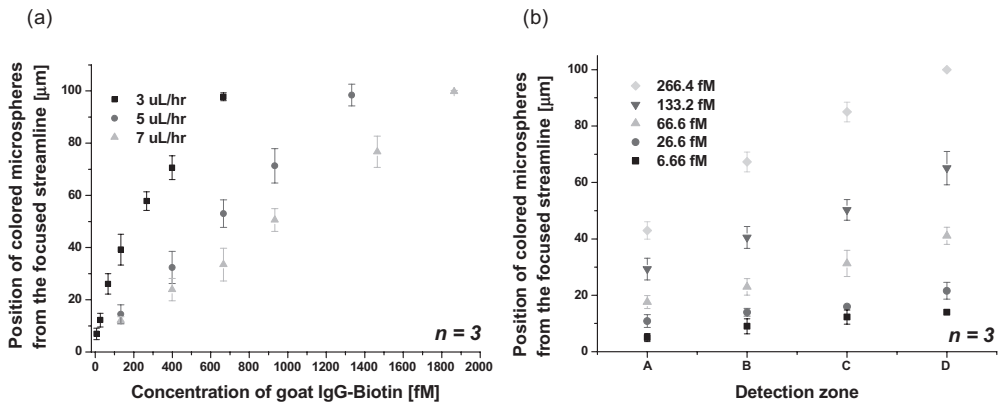 (a)
Position of colored microspheres
from the focused streamline [µm]
100
80
60
40
20
0
3 uL/hr
5 uL/hr
7 uL/hr
n = 3
0 200 400 600 800 1000 1200 1400 1600 1800 2000
Concentration of goat IgG-Biotin [fM]
(b)
Position of colored microspheres
from the focused streamline [µm]
100
80
60
40
20
0
266.4 fM
133.2 fM
66.6 fM
26.6 fM
6.66 fM
n = 3
A B C D
Detection zone